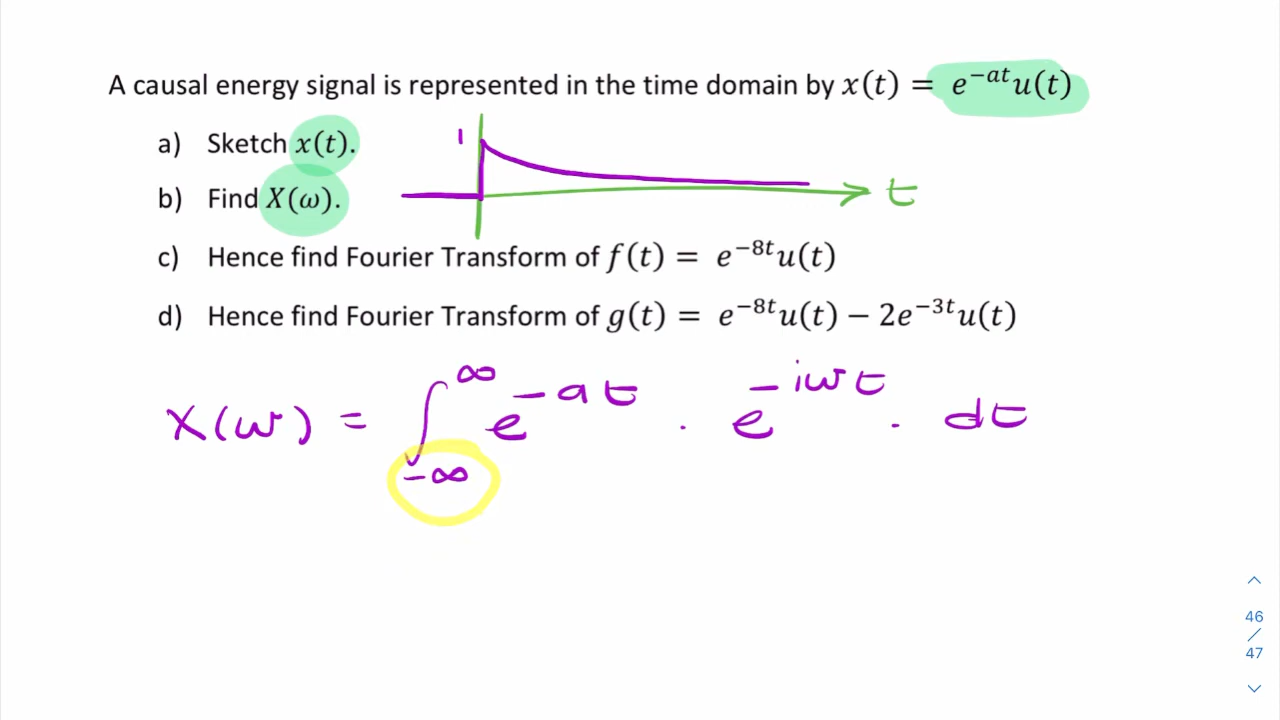 A causal energy signal is represented in the time domain by x(t) = e^{-at}u(t)
a) Sketch x(t).
1
b) Find X(ω).
t
c) Hence find Fourier Transform of f(t) = e^{-8t}u(t)
d) Hence find Fourier Transform of g(t) = e^{-8t}u(t) − 2e^{-3t}u(t)
X(ω) = ∫_{-∞}^{∞} e^{-at} . e^{-iωt} . dt
46
/
47